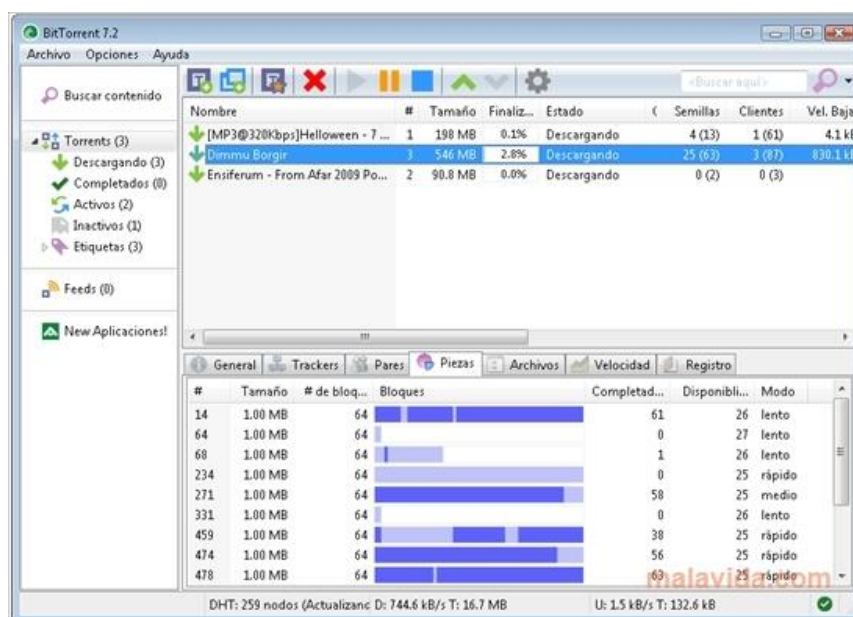 BitTorrent 7.2
Archivo Opciones Ayuda
Buscar contenido
<Buscar aquí>
Torrents (3)
Descargando (3)
Completados (0)
Activos (2)
Inactivos (1)
Etiquetas (3)
Feeds (0)
New Aplicaciones!
Nombre # Tamaño Finaliz... Estado ( Semillas Clientes Vel. Baja
[MP3@320Kbps]Helloween - 7 ... 1 198 MB 0.1% Descargando 4 (13) 1 (61) 4.1 kB
Dimmu Borgir 3 546 MB 2.8% Descargando 25 (63) 3 (87) 830.1 kB
Ensiferum - From Afar 2009 Po... 2 90.8 MB 0.0% Descargando 0 (2) 0 (3)
General Trackers Pares Piezas Archivos Velocidad Registro
# Tamaño # de bloq... Bloques Completad... Disponibli... Modo
14 1.00 MB 64 61 26 lento
64 1.00 MB 64 0 27 lento
68 1.00 MB 64 1 26 lento
234 1.00 MB 64 0 25 rápido
271 1.00 MB 64 58 25 medio
331 1.00 MB 64 0 26 lento
459 1.00 MB 64 38 25 rápido
474 1.00 MB 64 56 25 rápido
478 1.00 MB 64 63 25 rápido
malavida.com
DHT: 259 nodos (Actualizanc D: 744.6 kB/s T: 16.7 MB U: 1.5 kB/s T: 132.6 kB